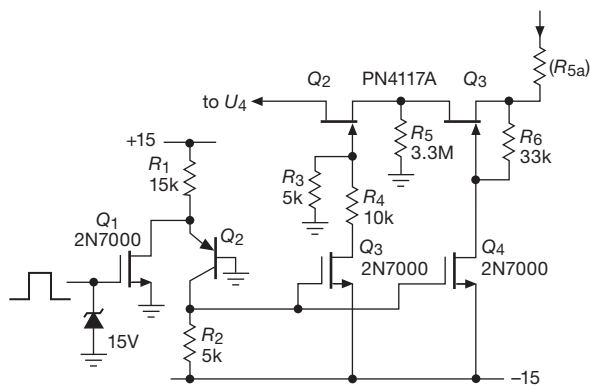 Q2
PN4117A
Q3
(R5a)
to U4
R5
3.3M
R6
33k
+15
R1
15k
R3
5k
R4
10k
Q1
2N7000
Q2
Q3
2N7000
Q4
2N7000
15V
R2
5k
–15